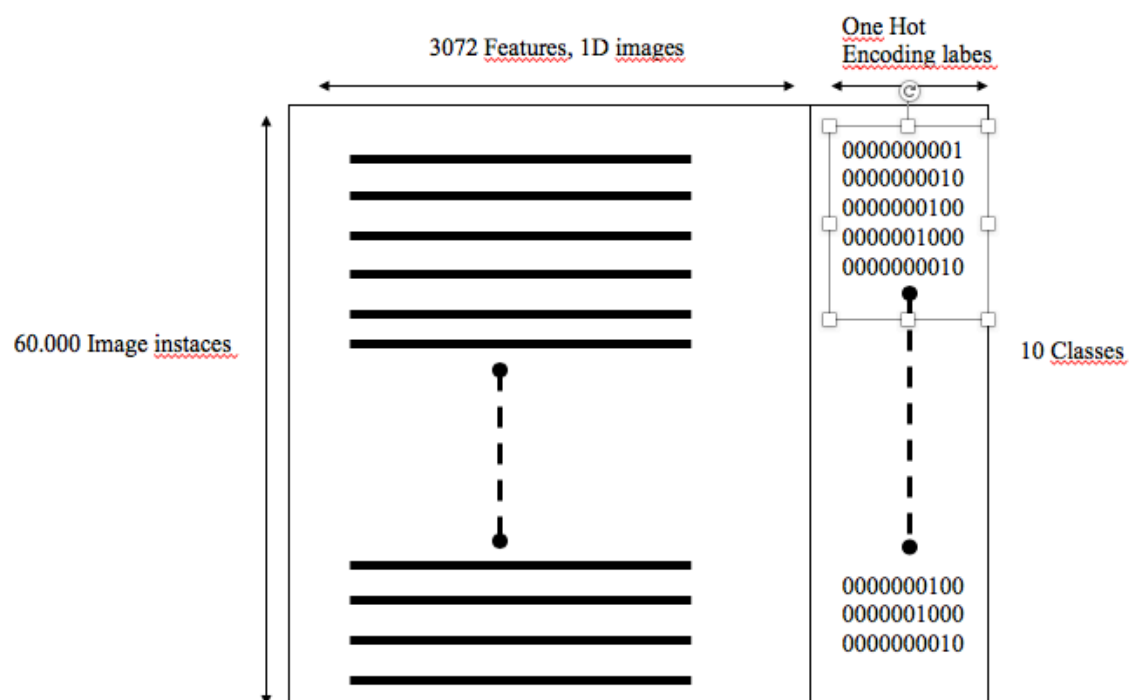 3072 Features, 1D images
One Hot
Encoding labes
0000000001
0000000010
0000000100
0000001000
0000000010
60.000 Image instaces
10 Classes
0000000100
0000001000
0000000010